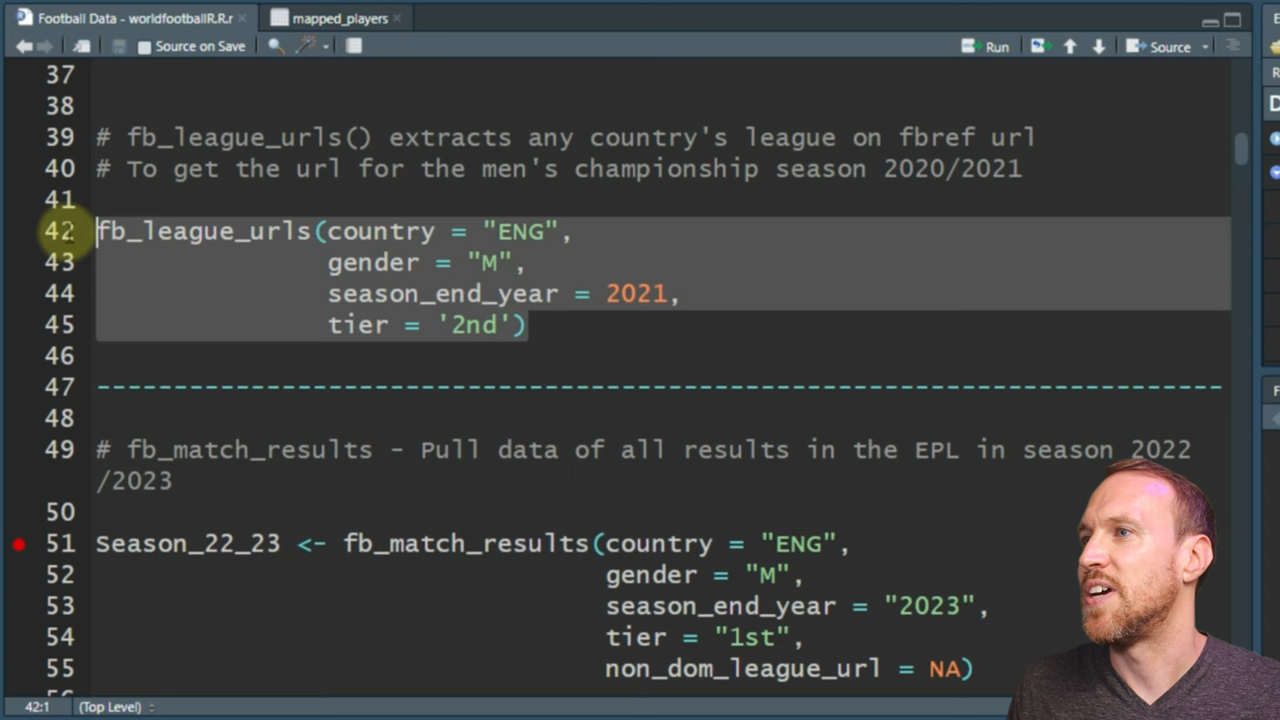 Football Data - worldfootballR.R.r
mapped_players
Source on Save
Run
Source
37
38
39 # fb_league_urls() extracts any country's league on fbref url
40 # To get the url for the men's championship season 2020/2021
41
42 fb_league_urls(country = "ENG",
43 gender = "M",
44 season_end_year = 2021,
45 tier = '2nd')
46
47 -------------------------------------------------------------------------
48
49 # fb_match_results - Pull data of all results in the EPL in season 2022
/2023
50
51 Season_22_23 <- fb_match_results(country = "ENG",
52 gender = "M",
53 season_end_year = "2023",
54 tier = "1st",
55 non_dom_league_url = NA)
42:1 (Top Level)